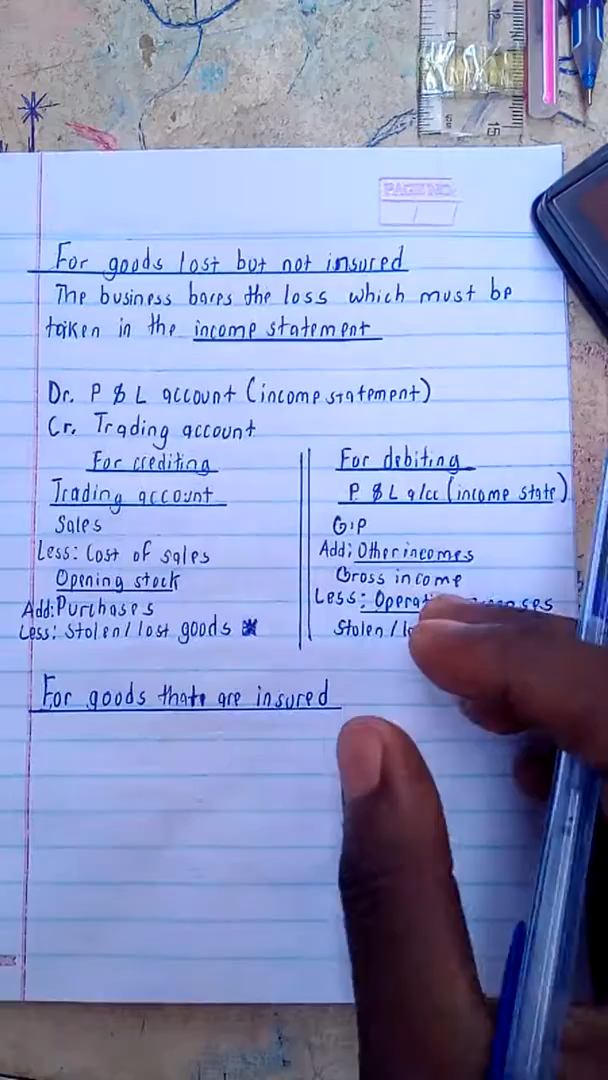 PAGE NO.
For goods lost but not insured
The business bares the loss which must be
taken in the income statement
Dr. P & L account (income statement)
Cr. Trading account
For crediting
Trading account
Sales
Less: Cost of sales
Opening stock
Add: Purchases
Less: Stolen/lost goods
For debiting
P & L a/cc (income state)
G.P
Add: Other incomes
Gross income
Less: Operat
Stolen/
For goods that are insured
15